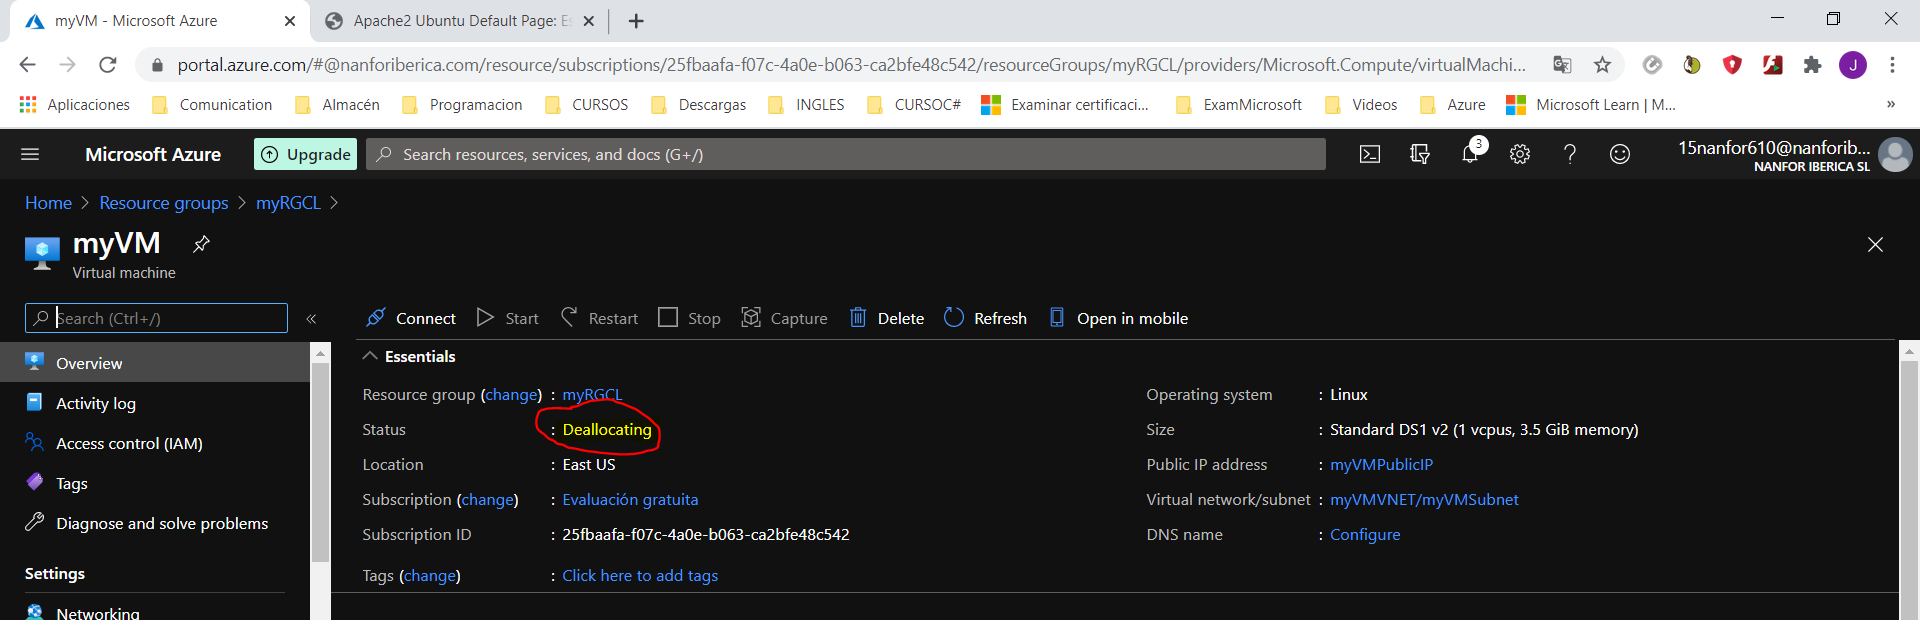 myVM - Microsoft Azure
Apache2 Ubuntu Default Page: Es
portal.azure.com/#@nanforiberica.com/resource/subscriptions/25fbaafa-f07c-4a0e-b063-ca2bfe48c542/resourceGroups/myRGCL/providers/Microsoft.Compute/virtualMachi...
J
Aplicaciones Comunication Almacén Programacion CURSOS Descargas INGLES CURSOC# Examinar certificaci... ExamMicrosoft Videos Azure Microsoft Learn | M... »
Microsoft Azure Upgrade Search resources, services, and docs (G+/) 3 15nanfor610@nanforib...
NANFOR IBERICA SL
Home > Resource groups > myRGCL >
myVM
Virtual machine
Search (Ctrl+/) «
Connect Start Restart Stop Capture Delete Refresh Open in mobile
Overview
Activity log
Access control (IAM)
Tags
Diagnose and solve problems
Settings
Networking
Essentials
Resource group (change) : myRGCL
Status : Deallocating
Location : East US
Subscription (change) : Evaluación gratuita
Subscription ID : 25fbaafa-f07c-4a0e-b063-ca2bfe48c542
Tags (change) : Click here to add tags
Operating system : Linux
Size : Standard DS1 v2 (1 vcpus, 3.5 GiB memory)
Public IP address : myVMPublicIP
Virtual network/subnet : myVMVNET/myVMSubnet
DNS name : Configure